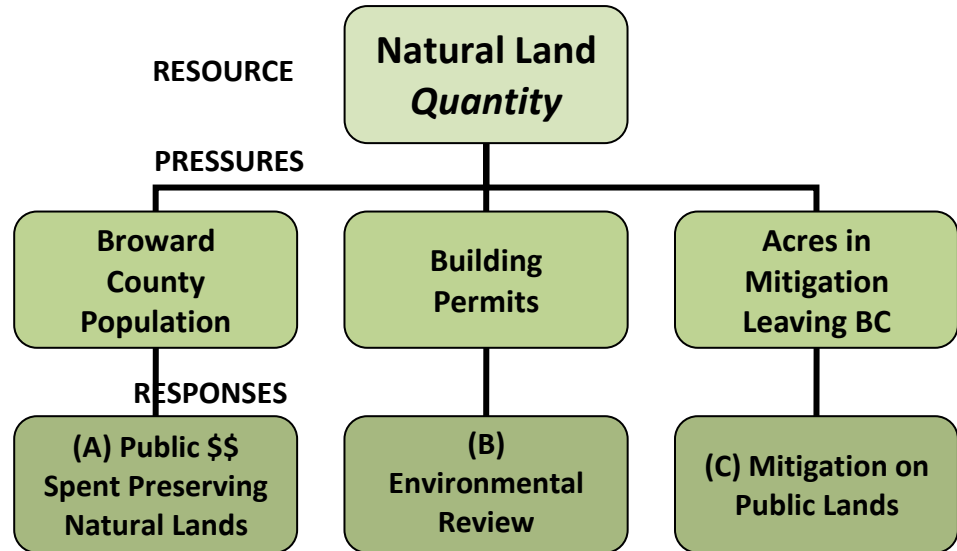 RESOURCE
Natural Land
Quantity
PRESSURES
Broward
County
Population
Building
Permits
Acres in
Mitigation
Leaving BC
RESPONSES
(A) Public $$
Spent Preserving
Natural Lands
(B)
Environmental
Review
(C) Mitigation on
Public Lands